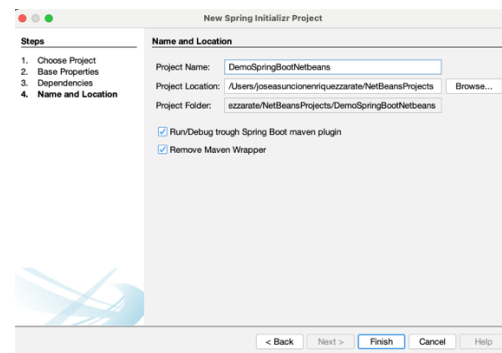 New Spring Initializr Project
Steps
1. Choose Project
2. Base Properties
3. Dependencies
4. Name and Location
Name and Location
Project Name: DemoSpringBootNetbeans
Project Location: /Users/joseasuncionenriquezzarate/NetBeansProjects Browse...
Project Folder: ezzarate/NetBeansProjects/DemoSpringBootNetbeans
Run/Debug trough Spring Boot maven plugin
Remove Maven Wrapper
< Back Next > Finish Cancel Help